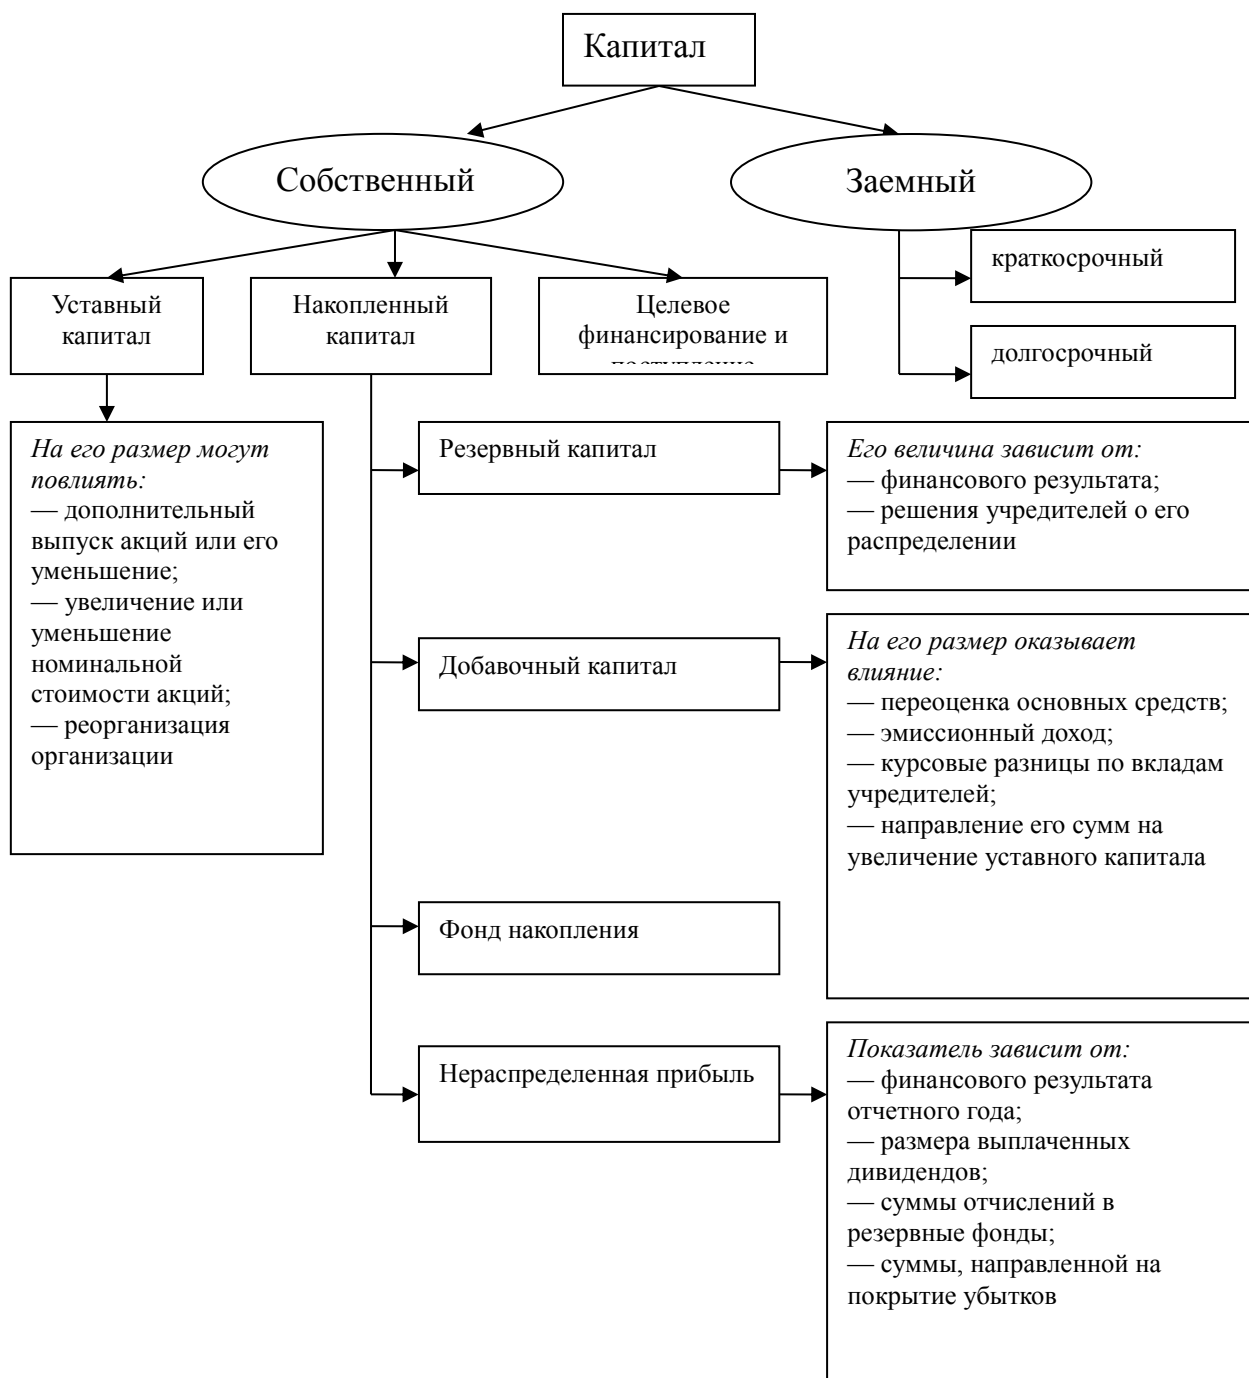 Капитал
Собственный
Заемный
краткосрочный
долгосрочный
Уставный
капитал
Накопленный
капитал
Целевое
финансирование и
На его размер могут
повлиять:
— дополнительный
выпуск акций или его
уменьшение;
— увеличение или
уменьшение
номинальной
стоимости акций;
— реорганизация
организации
Резервный капитал
Его величина зависит от:
— финансового результата;
— решения учредителей о его
распределении
Добавочный капитал
На его размер оказывает
влияние:
— переоценка основных средств;
— эмиссионный доход;
— курсовые разницы по вкладам
учредителей;
— направление его сумм на
увеличение уставного капитала
Фонд накопления
Нераспределенная прибыль
Показатель зависит от:
— финансового результата
отчетного года;
— размера выплаченных
дивидендов;
— суммы отчислений в
резервные фонды;
— суммы, направленной на
покрытие убытков